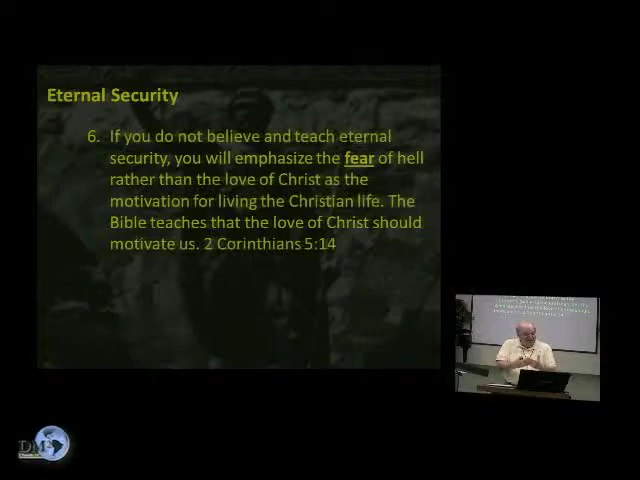 Eternal Security
6. If you do not believe and teach eternal
security, you will emphasize the fear of hell
rather than the love of Christ as the
motivation for living the Christian life. The
Bible teaches that the love of Christ should
motivate us. 2 Corinthians 5:14
DM2